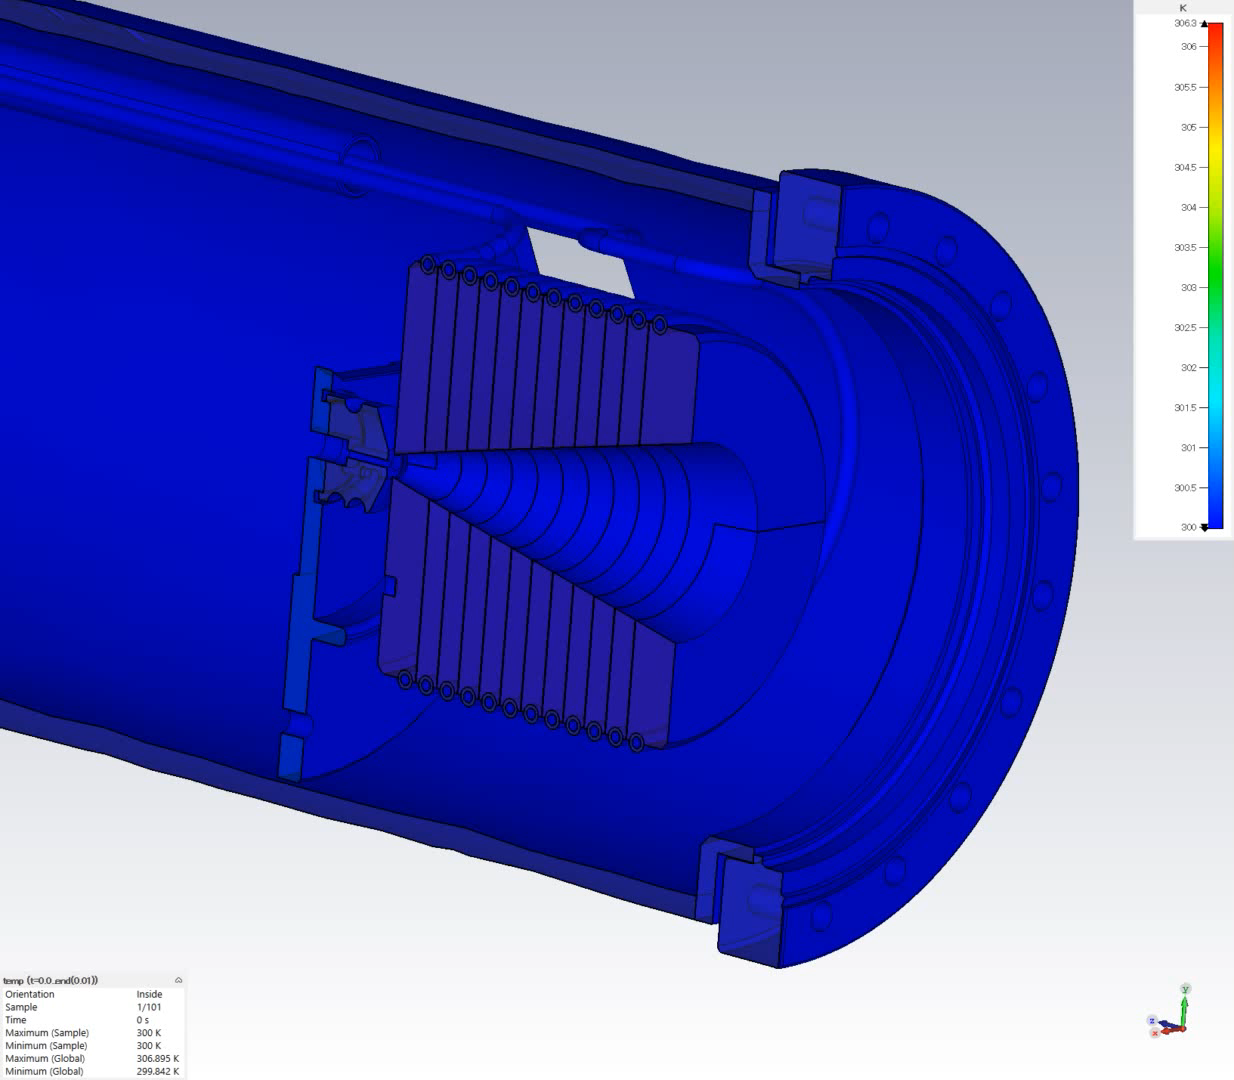 K
306.3
306
305.5
305
304.5
304
303.5
303
302.5
302
301.5
301
300.5
300
temp (t=0.0..end(0.01))
Orientation Inside
Sample 1/101
Time 0 s
Maximum (Sample) 300 K
Minimum (Sample) 300 K
Maximum (Global) 306.895 K
Minimum (Global) 299.842 K
y
z
x